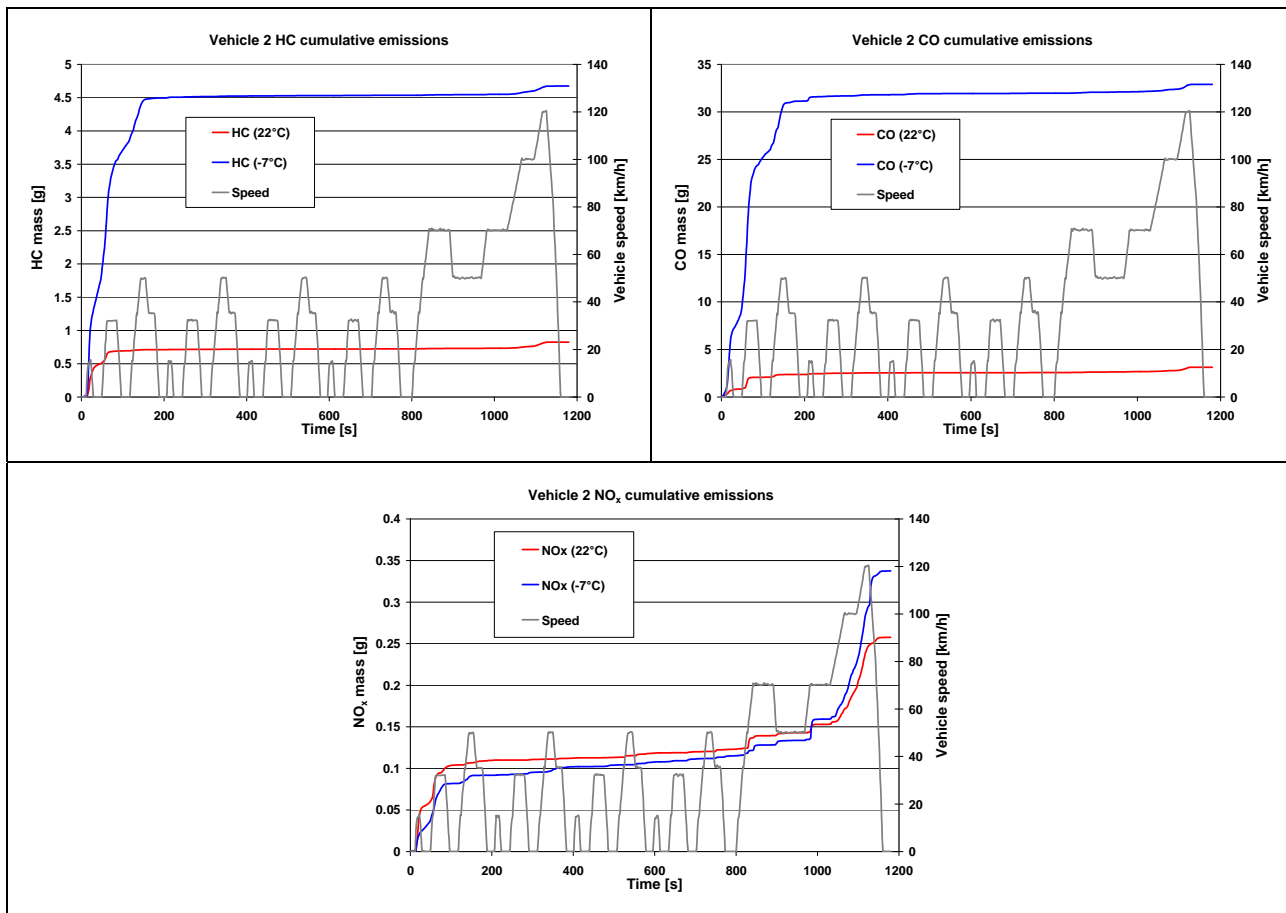 Vehicle 2 HC cumulative emissions
HC mass [g]
5
4.5
4
3.5
3
2.5
2
1.5
1
0.5
0
HC (22°C)
HC (-7°C)
Speed
140
120
100
80
60
40
20
0
Vehicle speed [km/h]
0 200 400 600 800 1000 1200
Time [s]
Vehicle 2 CO cumulative emissions
CO mass [g]
35
30
25
20
15
10
5
0
CO (22°C)
CO (-7°C)
Speed
140
120
100
80
60
40
20
0
Vehicle speed [km/h]
0 200 400 600 800 1000 1200
Time [s]
Vehicle 2 NOx cumulative emissions
NOx mass [g]
0.4
0.35
0.3
0.25
0.2
0.15
0.1
0.05
0
NOx (22°C)
NOx (-7°C)
Speed
140
120
100
80
60
40
20
0
Vehicle speed [km/h]
0 200 400 600 800 1000 1200
Time [s]